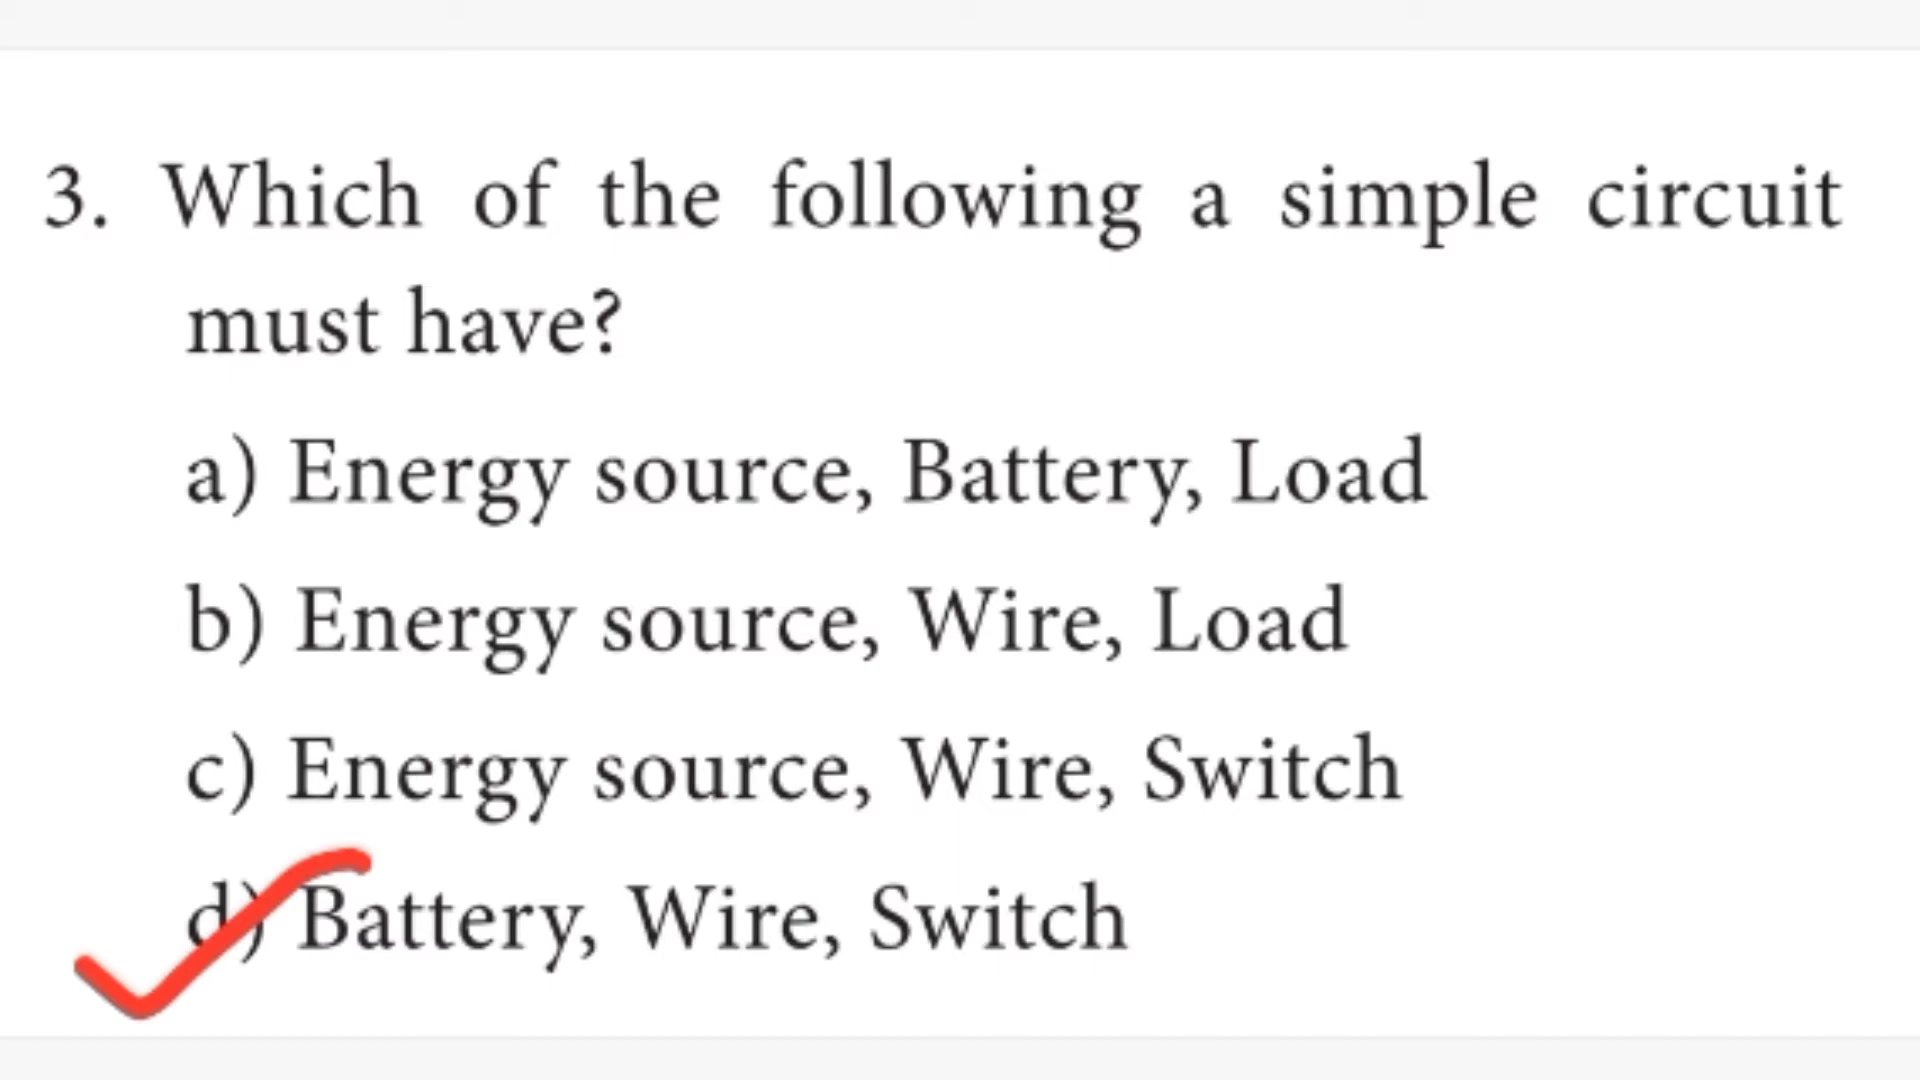 3. Which of the following a simple circuit
must have?
a) Energy source, Battery, Load
b) Energy source, Wire, Load
c) Energy source, Wire, Switch
d) Battery, Wire, Switch